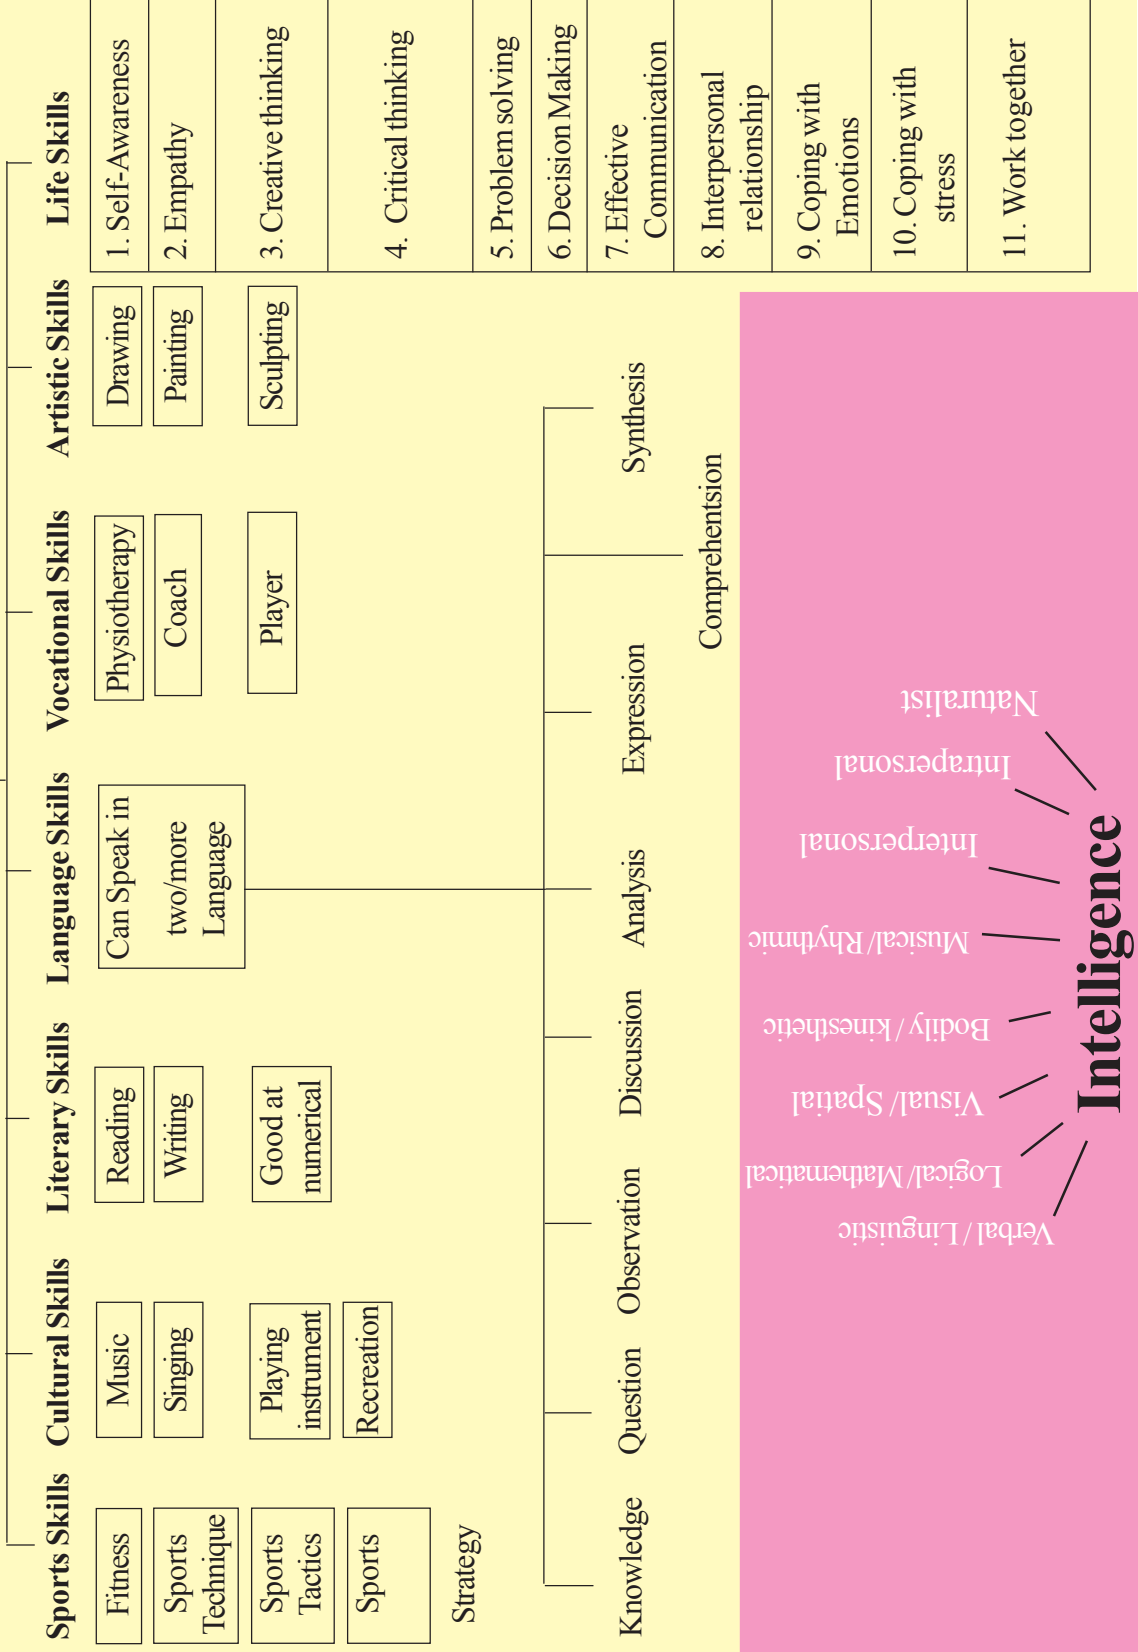 Sports Skills
Cultural Skills
Literary Skills
Language Skills
Vocational Skills
Artistic Skills
Life Skills
Fitness
Sports
Technique
Sports
Tactics
Sports
Strategy
Music
Singing
Playing
instrument
Recreation
Reading
Writing
Good at
numerical
Can Speak in
two/more
Language
Physiotherapy
Coach
Player
Drawing
Painting
Sculpting
1. Self-Awareness
2. Empathy
3. Creative thinking
4. Critical thinking
5. Problem solving
6. Decision Making
7. Effective
Communication
8. Interpersonal
relationship
9. Coping with
Emotions
10. Coping with
stress
11. Work together
Knowledge
Question
Observation
Discussion
Analysis
Expression
Comprehentsion
Synthesis
Verbal/Linguistic
Logical/Mathematical
Visual/Spatial
Bodily/kinesthetic
Musical/Rhythmic
Interpersonal
Intrapersonal
Naturalist
Intelligence